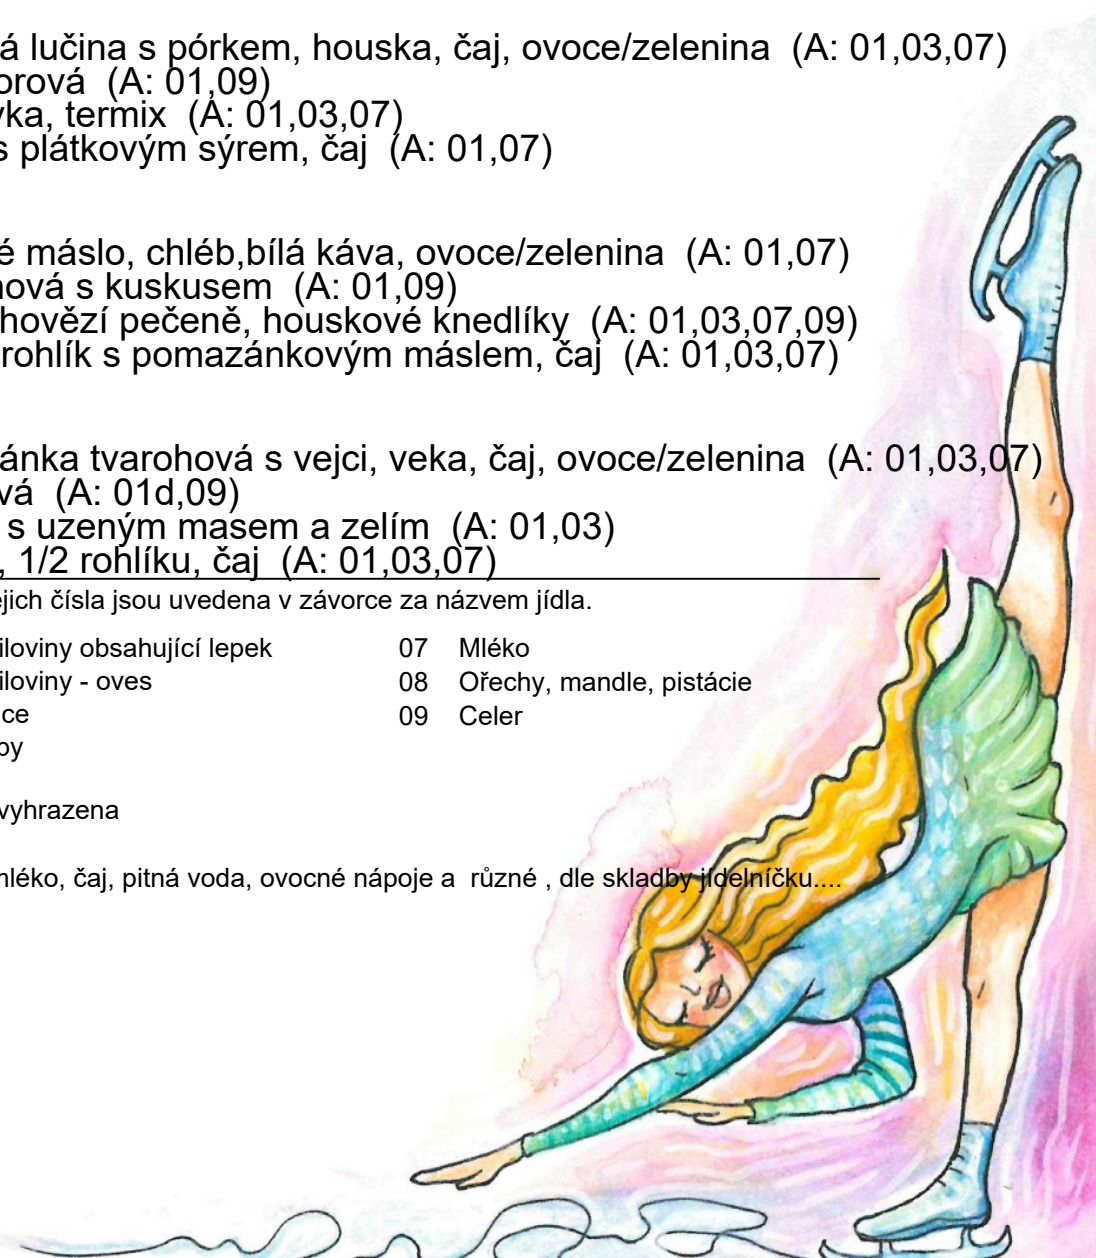 á lučina s pórkem, houska, čaj, ovoce/zelenina (A: 01,03,07)
orová (A: 01,09)
vka, termix (A: 01,03,07)
s plátkovým sýrem, čaj (A: 01,07)
é máslo, chléb,bílá káva, ovoce/zelenina (A: 01,07)
nová s kuskusem (A: 01,09)
hovězí pečeně, houskové knedlíky (A: 01,03,07,09)
rohlík s pomazánkovým máslem, čaj (A: 01,03,07)
ánka tvarohová s vejci, veka, čaj, ovoce/zelenina (A: 01,03,07)
vá (A: 01d,09)
s uzeným masem a zelím (A: 01,03)
, 1/2 rohlíku, čaj (A: 01,03,07)
ejich čísla jsou uvedena v závorce za názvem jídla.
iloviny obsahující lepek 07 Mléko
iloviny - oves 08 Ořechy, mandle, pistácie
ce 09 Celer
by
vyhrazena
mléko, čaj, pitná voda, ovocné nápoje a různé , dle skladby jídelníčku....